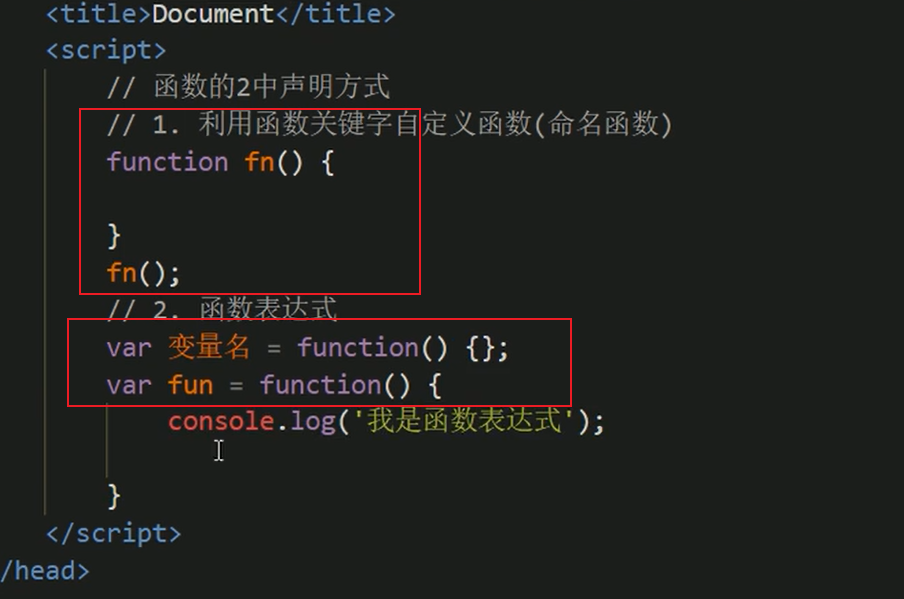 <title>Document</title>
<script>
// 函数的2中声明方式
// 1. 利用函数关键字自定义函数(命名函数)
function fn() {
}
fn();
// 2. 函数表达式
var 变量名 = function() {};
var fun = function() {
console.log('我是函数表达式');
}
</script>
/head>